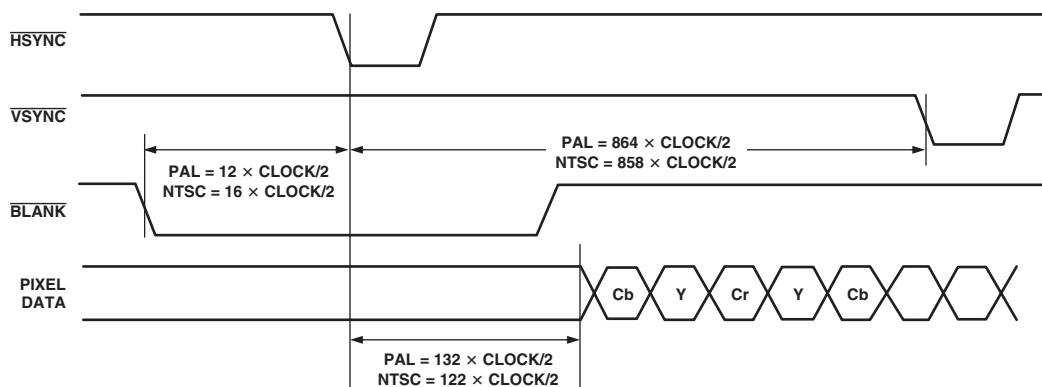 HSYNC
VSYNC
PAL = 864 × CLOCK/2
NTSC = 858 × CLOCK/2
PAL = 12 × CLOCK/2
NTSC = 16 × CLOCK/2
BLANK
PIXEL
DATA
Cb Y Cr Y Cb
PAL = 132 × CLOCK/2
NTSC = 122 × CLOCK/2